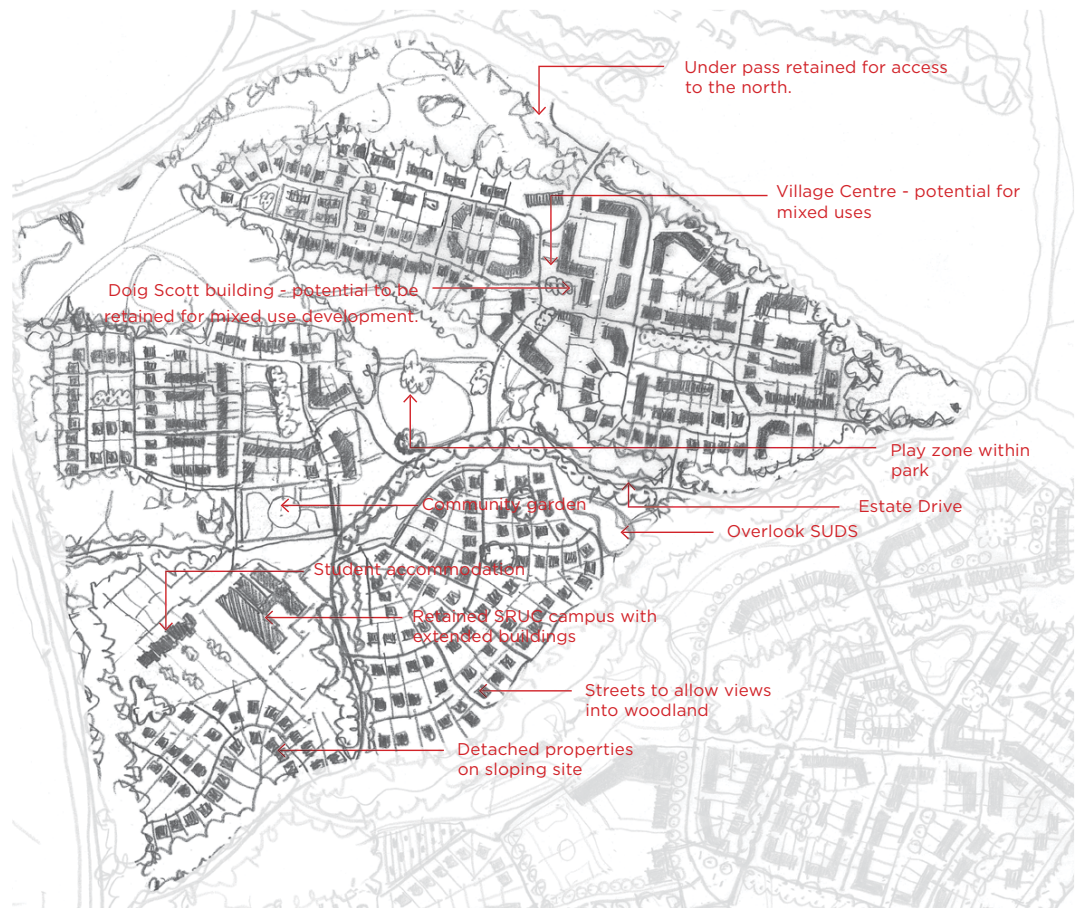 Under pass retained for access
to the north.
Village Centre - potential for
mixed uses
Doig Scott building - potential to be
retained for mixed use development.
Play zone within
park
Community garden
Estate Drive
Overlook SUDS
Student accommodation
Retained SRUC campus with
extended buildings
Streets to allow views
into woodland
Detached properties
on sloping site